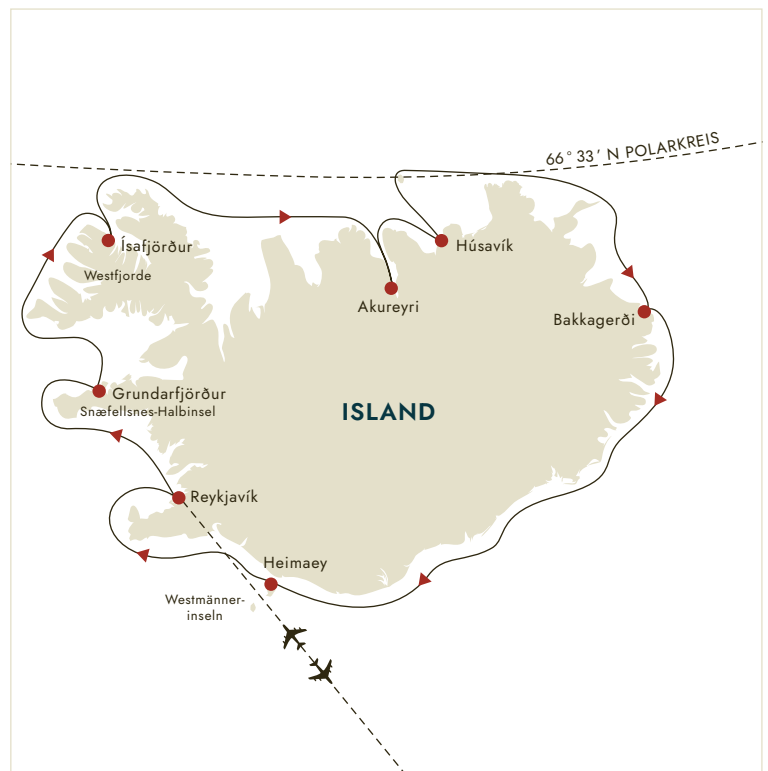 66° 33’ N POLARKREIS
Ísafjörður
Húsavík
Westfjorde
Akureyri
Bakkagerði
Grundarfjörður
Snæfellsnes-Halbinsel
ISLAND
Reykjavík
Heimaey
Westmänner-
inseln